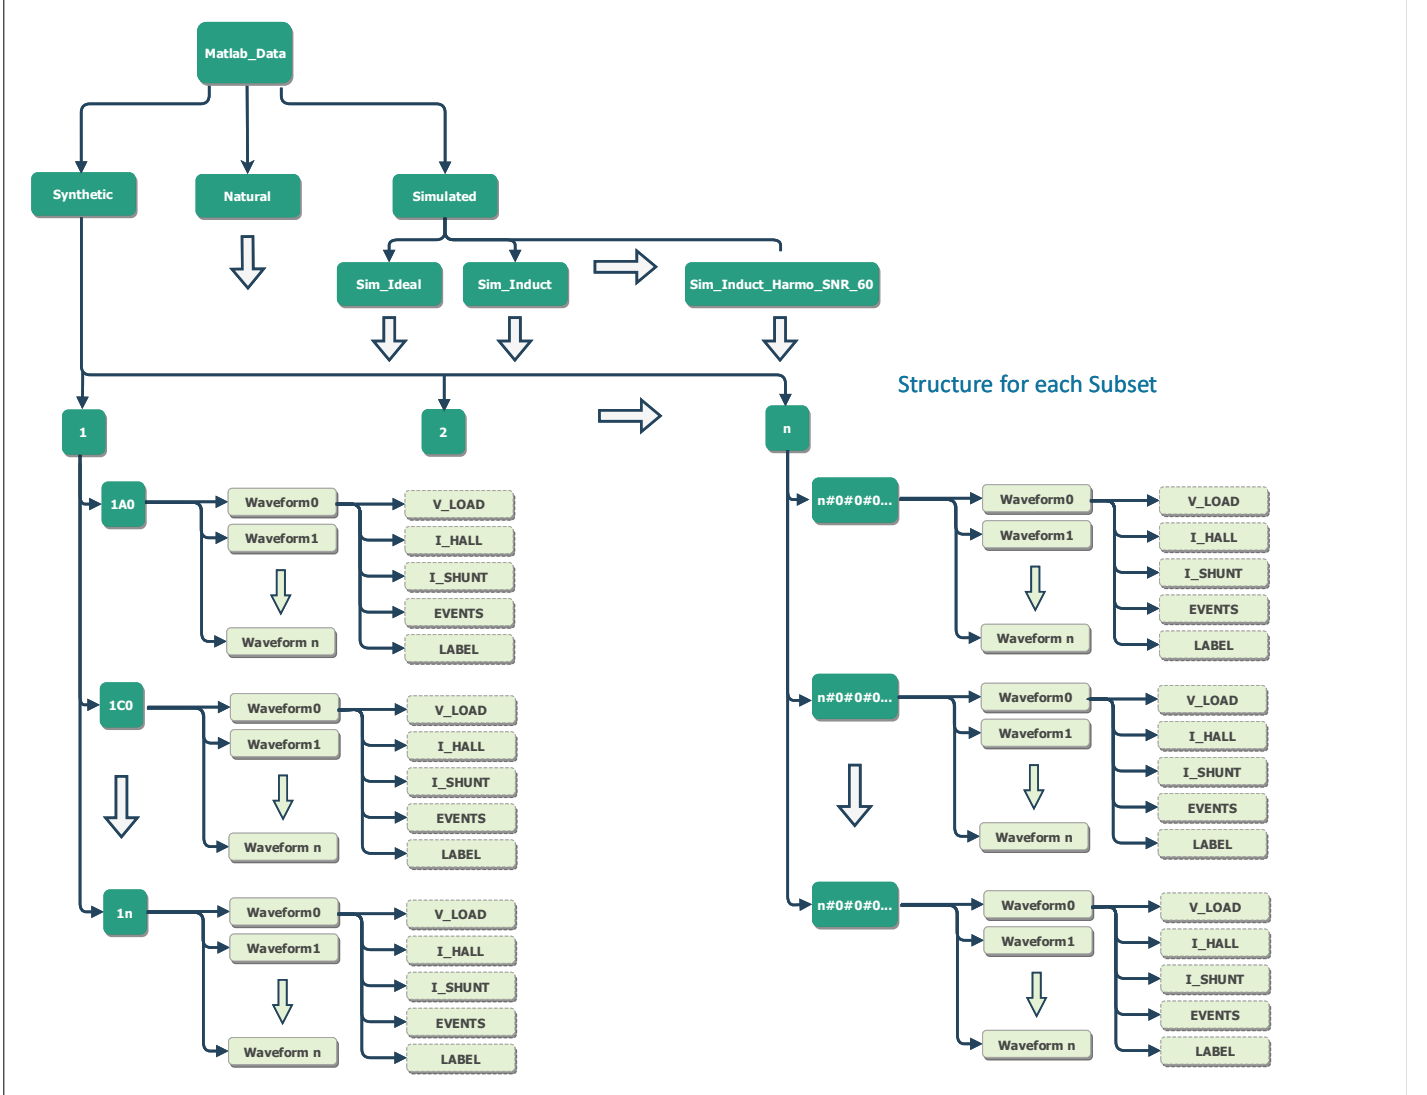 Matlab_Data
Synthetic
Natural
Simulated
Sim_Ideal
Sim_Induct
Sim_Induct_Harmo_SNR_60
Structure for each Subset
1
2
n
1A0
Waveform0
Waveform1
Waveform n
V_LOAD
I_HALL
I_SHUNT
EVENTS
LABEL
1C0
Waveform0
Waveform1
Waveform n
V_LOAD
I_HALL
I_SHUNT
EVENTS
LABEL
1n
Waveform0
Waveform1
Waveform n
V_LOAD
I_HALL
I_SHUNT
EVENTS
LABEL
n#0#0#0...
Waveform0
Waveform1
Waveform n
V_LOAD
I_HALL
I_SHUNT
EVENTS
LABEL
n#0#0#0...
Waveform0
Waveform1
Waveform n
V_LOAD
I_HALL
I_SHUNT
EVENTS
LABEL
n#0#0#0...
Waveform0
Waveform1
Waveform n
V_LOAD
I_HALL
I_SHUNT
EVENTS
LABEL